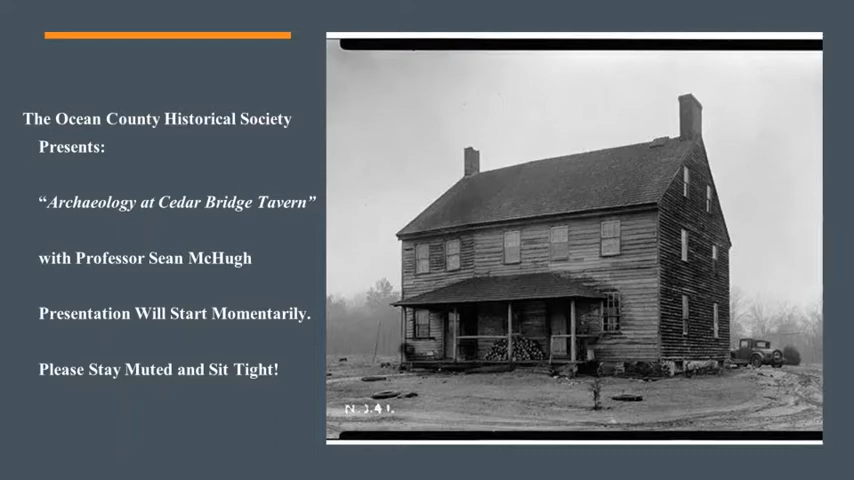 The Ocean County Historical Society
Presents:
“Archaeology at Cedar Bridge Tavern”
with Professor Sean McHugh
Presentation Will Start Momentarily.
Please Stay Muted and Sit Tight!